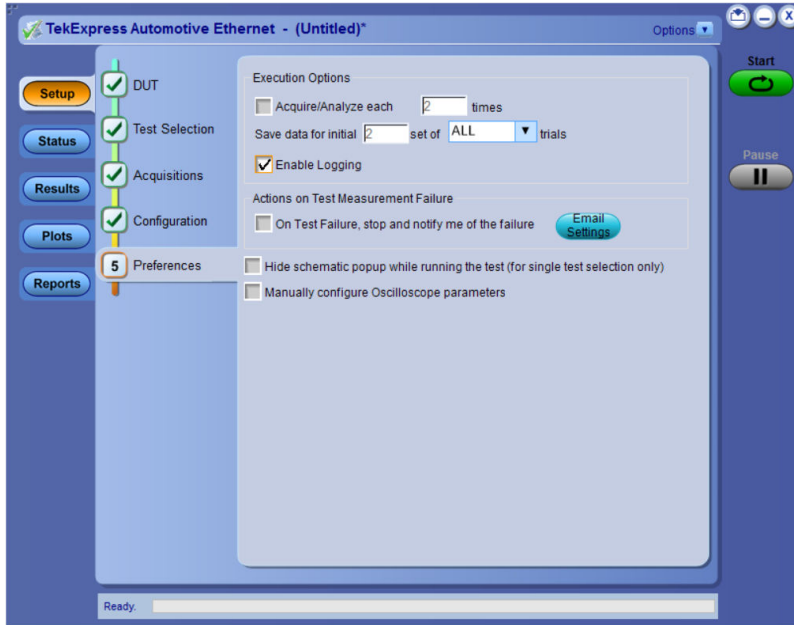 TekExpress Automotive Ethernet - (Untitled)*
Options
Start
Pause
Setup
Status
Results
Plots
Reports
DUT
Test Selection
Acquisitions
Configuration
5 Preferences
Execution Options
Acquire/Analyze each 2 times
Save data for initial 2 set of ALL trials
Enable Logging
Actions on Test Measurement Failure
On Test Failure, stop and notify me of the failure
Email
Settings
Hide schematic popup while running the test (for single test selection only)
Manually configure Oscilloscope parameters
Ready.